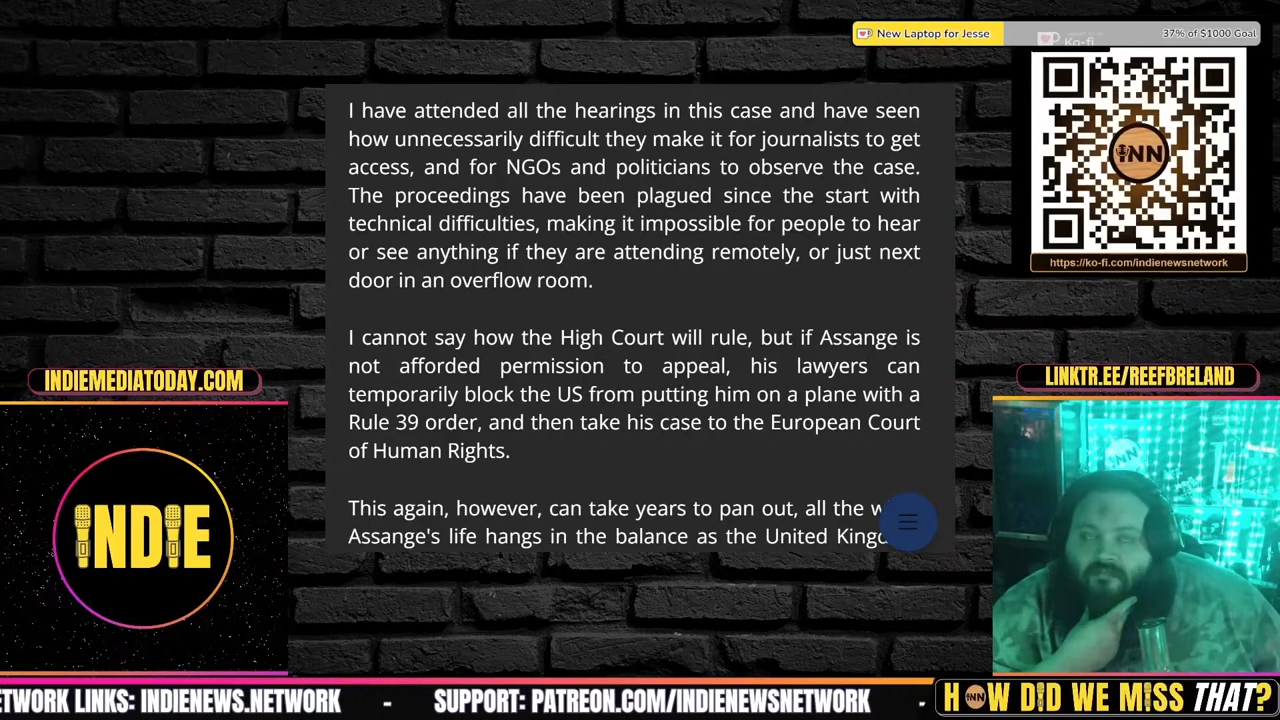 New Laptop for Jesse
Ko-fi
37% of $1000 Goal
INN
https://ko-fi.com/indienewsnetwork
I have attended all the hearings in this case and have seen
how unnecessarily difficult they make it for journalists to get
access, and for NGOs and politicians to observe the case.
The proceedings have been plagued since the start with
technical difficulties, making it impossible for people to hear
or see anything if they are attending remotely, or just next
door in an overflow room.
I cannot say how the High Court will rule, but if Assange is
not afforded permission to appeal, his lawyers can
temporarily block the US from putting him on a plane with a
Rule 39 order, and then take his case to the European Court
of Human Rights.
This again, however, can take years to pan out, all the w
Assange's life hangs in the balance as the United Kingd
INDIEMEDIATODAY.COM
INDIE
LINKTR.EE/REEFBRELAND
ETWORK LINKS: INDIENEWS.NETWORK - SUPPORT: PATREON.COM/INDIENEWSNETWORK -
HOW DID WE MISS THAT?